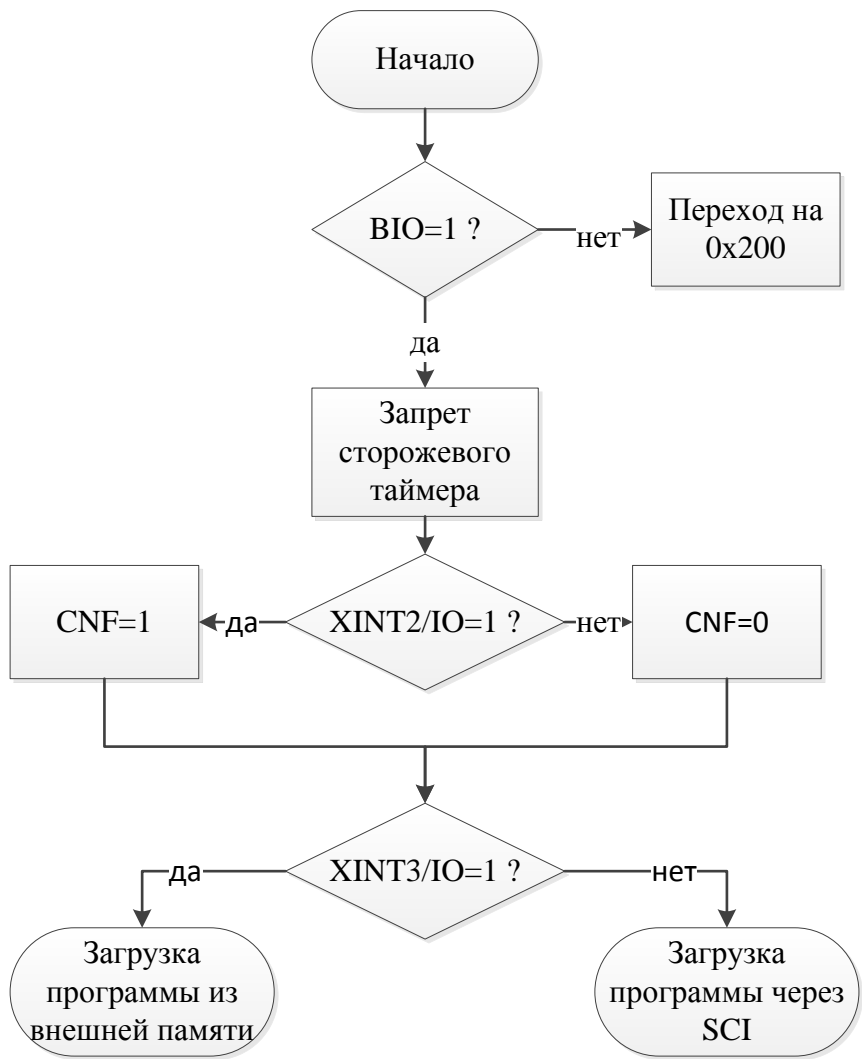 Начало
BIO=1 ?
нет
Переход на
0x200
да
Запрет
сторожевого
таймера
CNF=1
да
XINT2/IO=1 ?
нет
CNF=0
да
XINT3/IO=1 ?
нет
Загрузка
программы из
внешней памяти
Загрузка
программы через
SCI